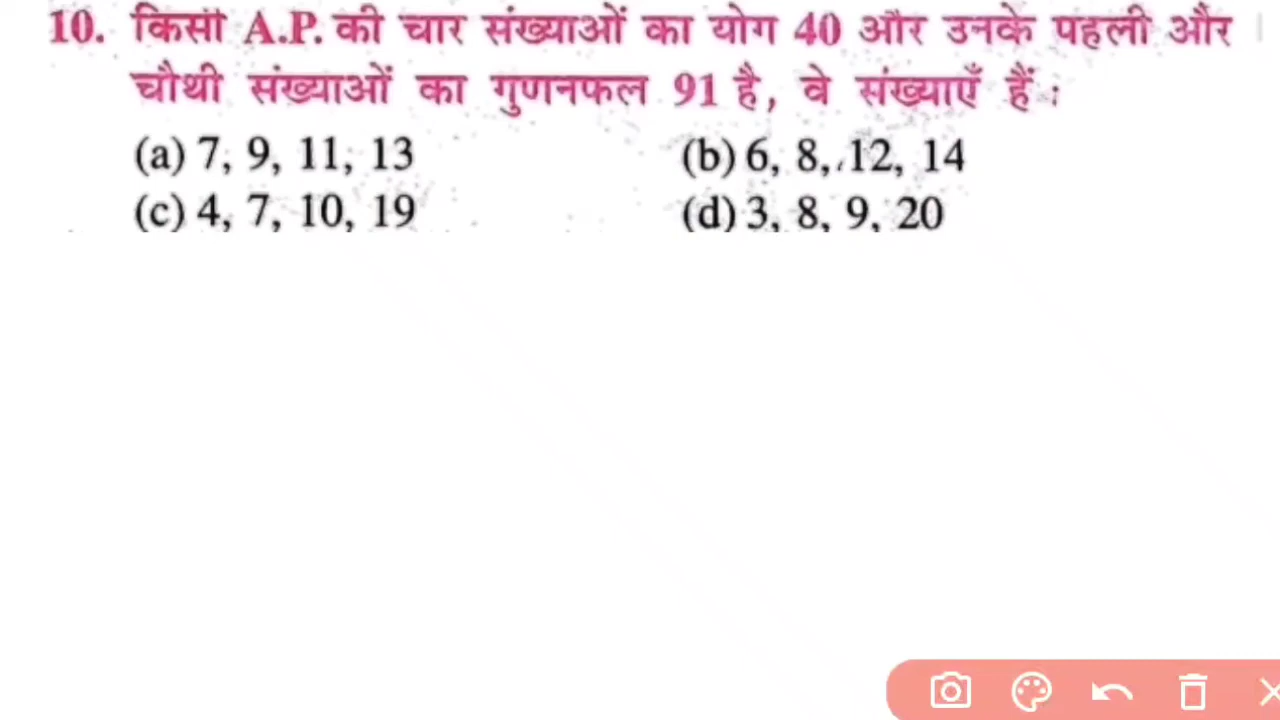 10. किसी A.P. की चार संख्याओं का योग 40 और उनके पहली और
चौथी संख्याओं का गुणनफल 91 है, वे संख्याएँ हैं :
(a) 7, 9, 11, 13 (b) 6, 8, 12, 14
(c) 4, 7, 10, 19 (d) 3, 8, 9, 20